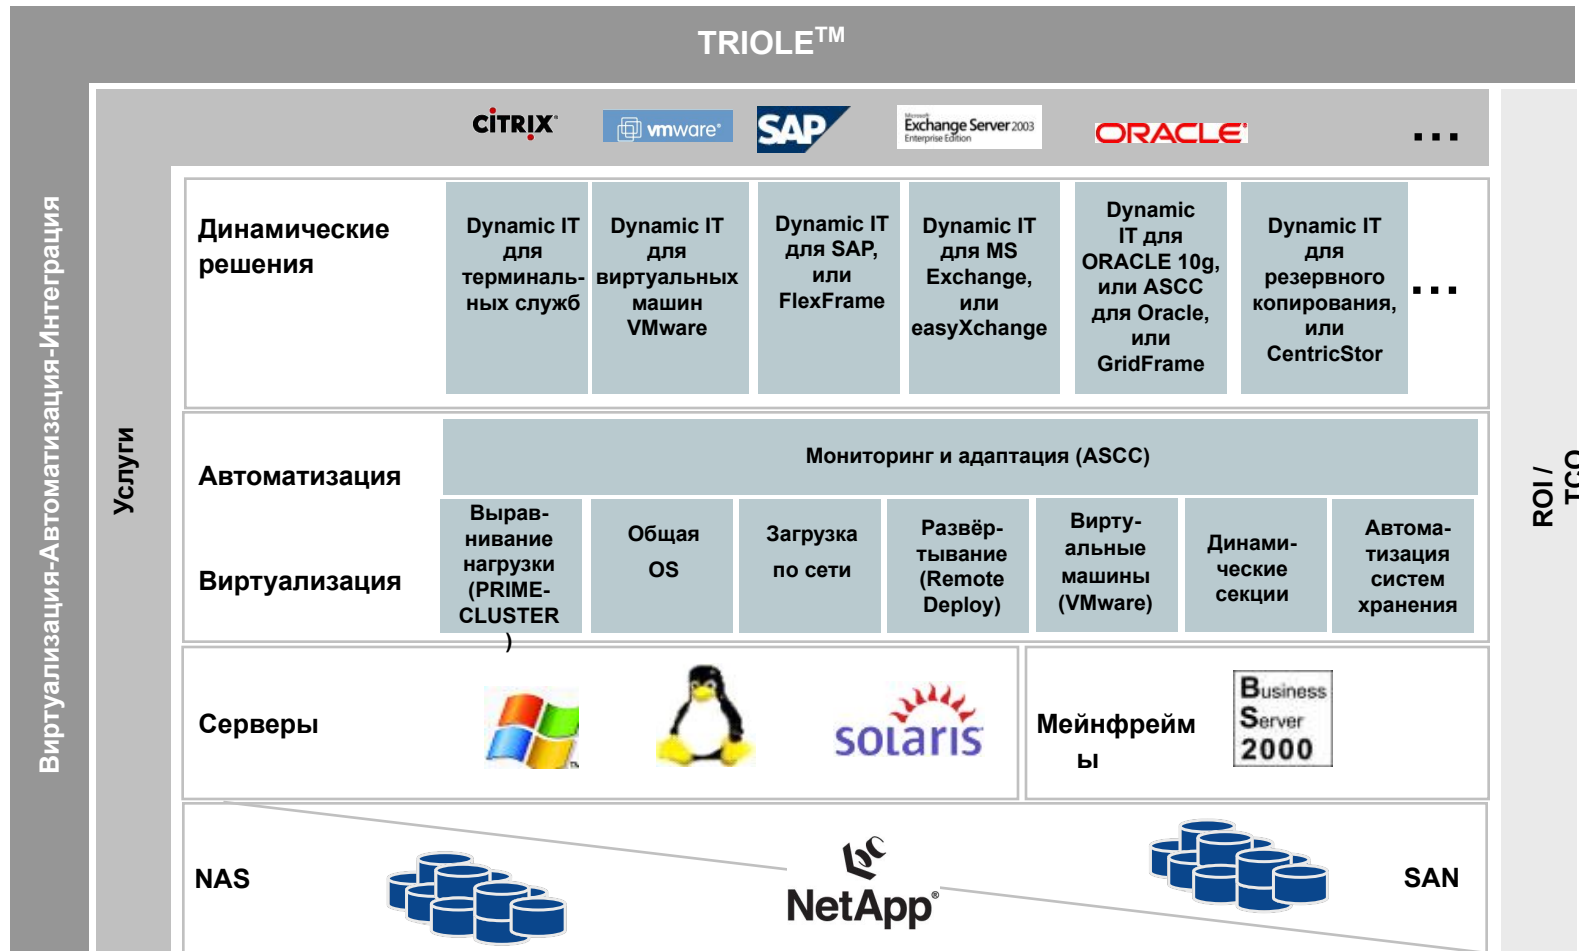 TRIOLE™
Виртуализация-Автоматизация-Интеграция
Услуги
CITRIX®
vmware®
SAP
Microsoft
Exchange Server 2003
Enterprise Edition
ORACLE®
...
Динамические
решения
Dynamic IT
для
терминаль-
ных служб
Dynamic IT
для
виртуальных
машин
VMware
Dynamic IT
для SAP,
или
FlexFrame
Dynamic IT
для MS
Exchange,
или
easyXchange
Dynamic
IT для
ORACLE 10g,
или ASCC
для Oracle,
или
GridFrame
Dynamic IT
для
резервного
копирования,
или
CentricStor
...
Автоматизация
Мониторинг и адаптация (ASCC)
Виртуализация
Вырав-
нивание
нагрузки
(PRIME-
CLUSTER
)
Общая
OS
Загрузка
по сети
Развёр-
тывание
(Remote
Deploy)
Вирту-
альные
машины
(VMware)
Динами-
ческие
секции
Автома-
тизация
систем
хранения
Серверы
TM
solaris
Мейнфрейм
ы
Business
Server
2000
NAS
NetApp®
SAN
ROI /
TCO